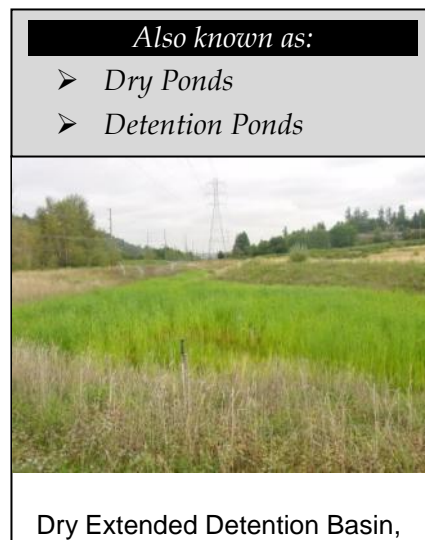 Also known as:
➢ Dry Ponds
➢ Detention Ponds
Dry Extended Detention Basin,